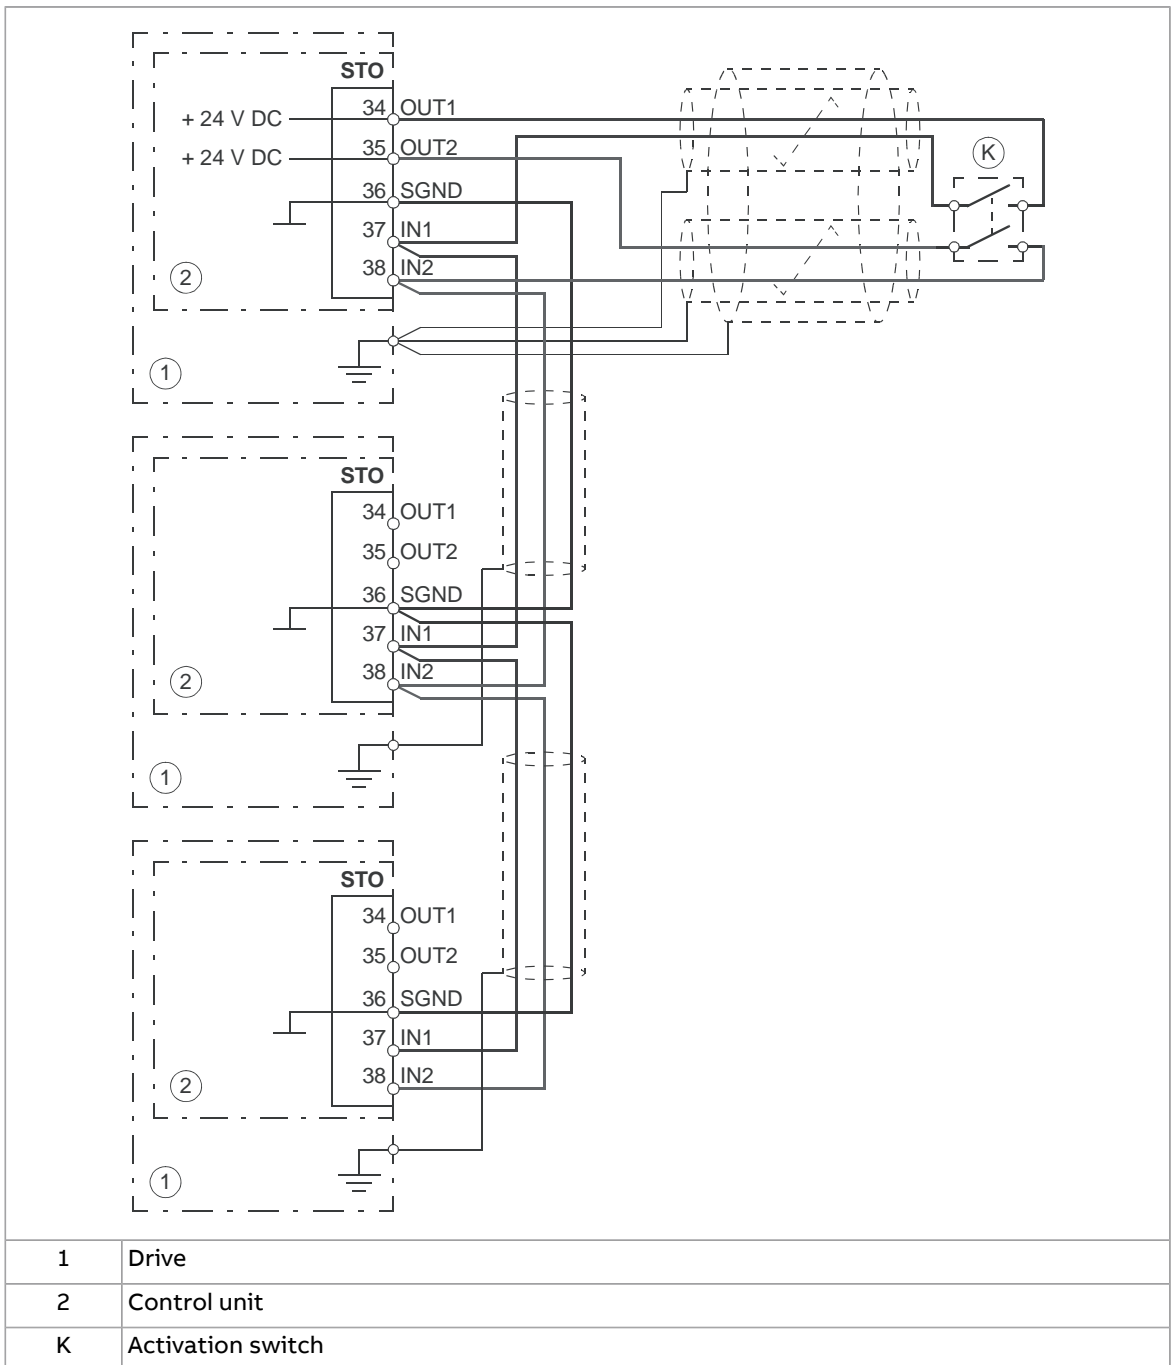 STO
+ 24 V DC 34 OUT1
+ 24 V DC 35 OUT2
36 SGND
37 IN1
38 IN2
2
1
K
STO
34 OUT1
35 OUT2
36 SGND
37 IN1
38 IN2
2
1
STO
34 OUT1
35 OUT2
36 SGND
37 IN1
38 IN2
2
1
1 Drive
2 Control unit
K Activation switch